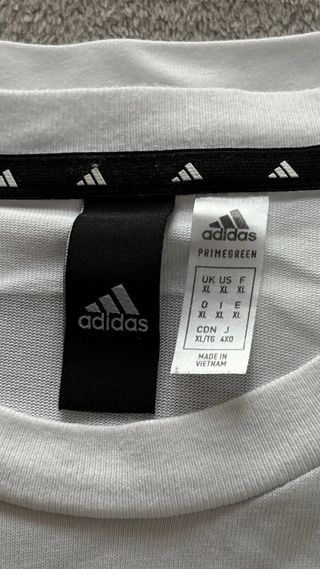 adidas
adidas
PRIMEGREEN
UK US F
XL XL XL
D I E
XL XL XL
CDN J
XL/TG 4XO
MADE IN
VIETNAM